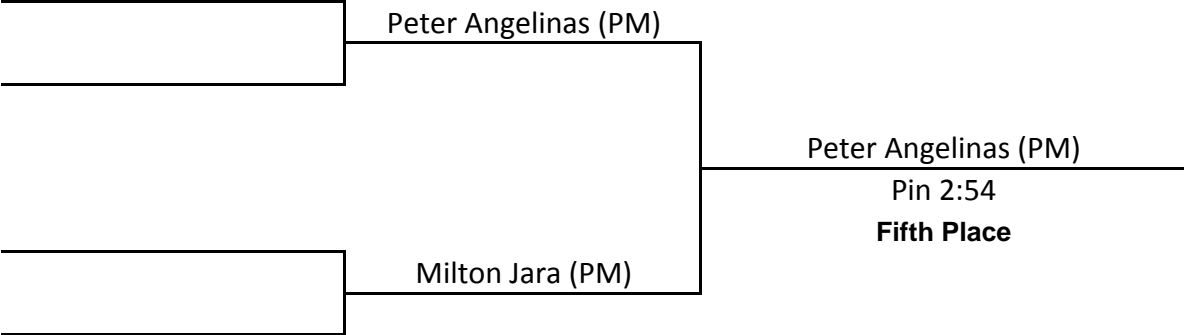 Peter Angelinas (PM)
Peter Angelinas (PM)
Pin 2:54
Fifth Place
Milton Jara (PM)